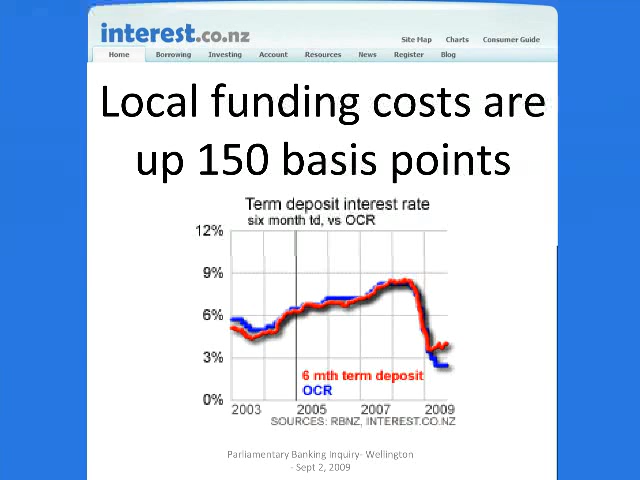 interest.co.nz
Site Map Charts Consumer Guide
Home Borrowing Investing Account Resources News Register Blog
Local funding costs are
up 150 basis points
Term deposit interest rate
six month td, vs OCR
12%
9%
6%
3%
0%
6 mth term deposit
OCR
2003 2005 2007 2009
SOURCES: RBNZ, INTEREST.CO.NZ
Parliamentary Banking Inquiry- Wellington
- Sept 2, 2009